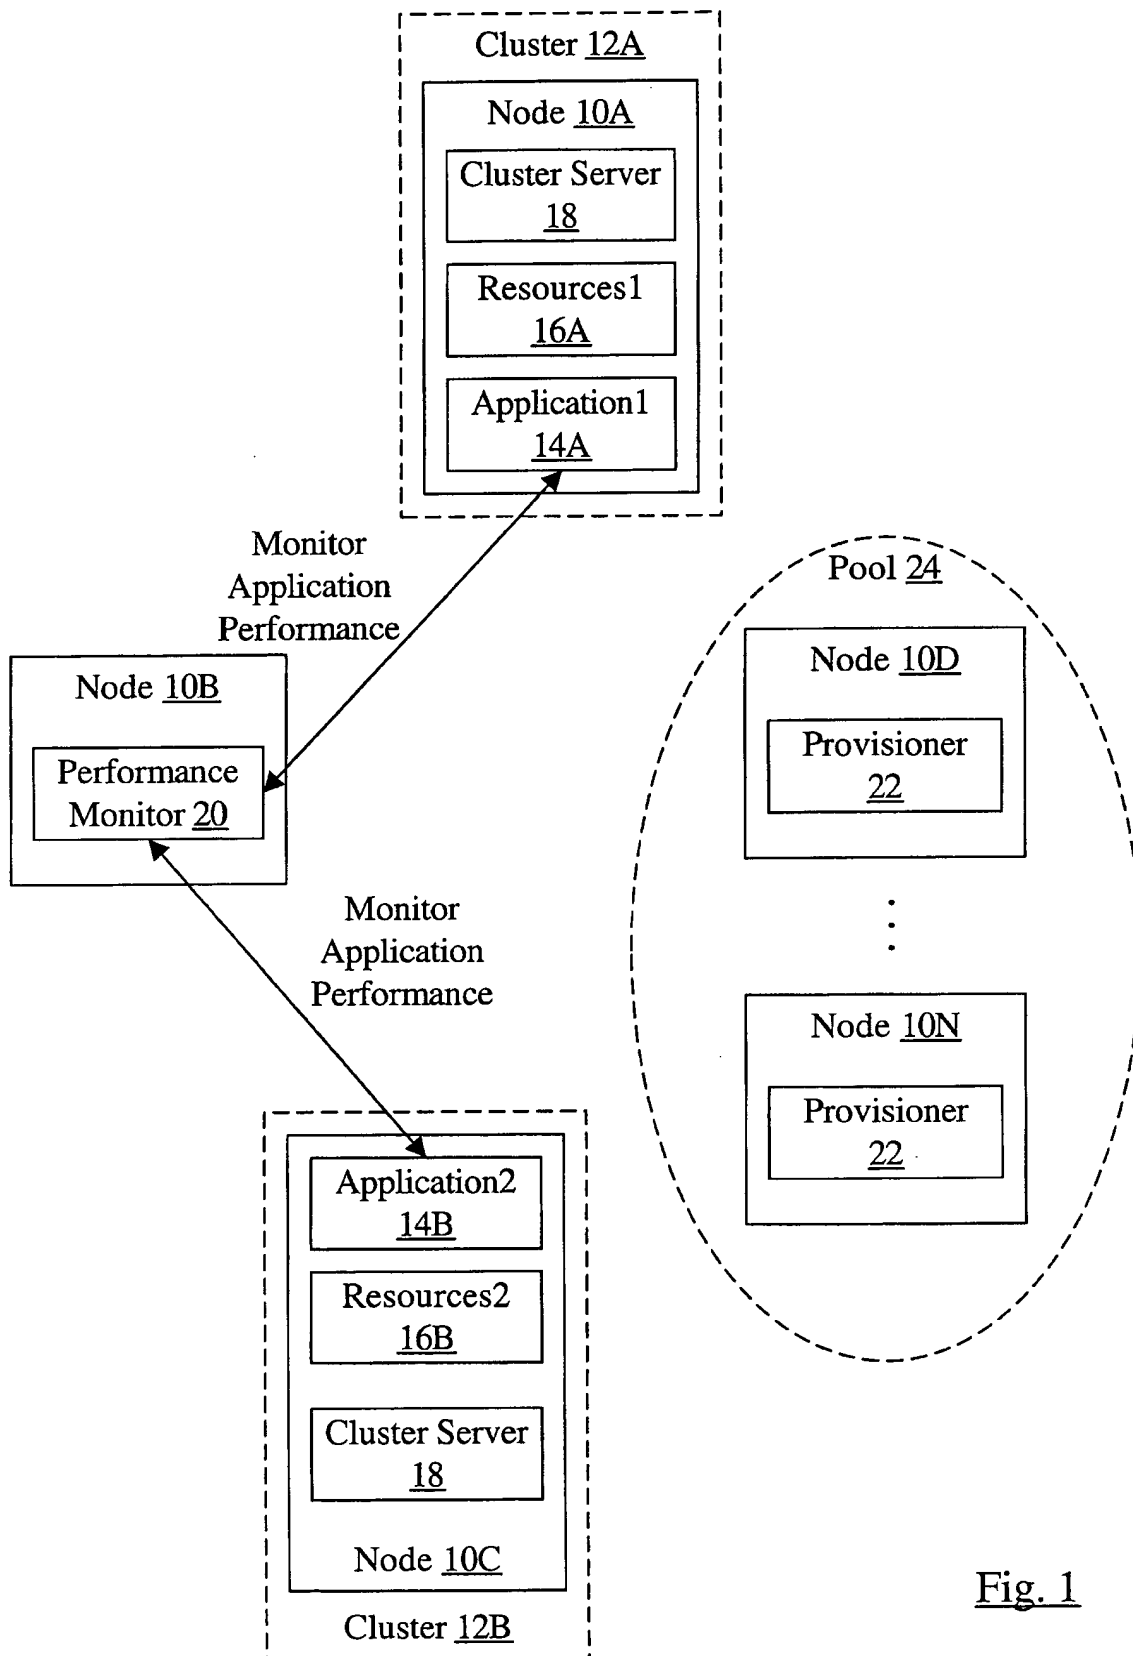 Cluster 12A
Node 10A
Cluster Server
18
Resources1
16A
Application1
14A
Monitor
Application
Performance
Pool 24
Node 10D
Provisioner
22
Node 10B
Performance
Monitor 20
Monitor
Application
Performance
Node 10N
Provisioner
22
Application2
14B
Resources2
16B
Cluster Server
18
Node 10C
Cluster 12B
Fig. 1